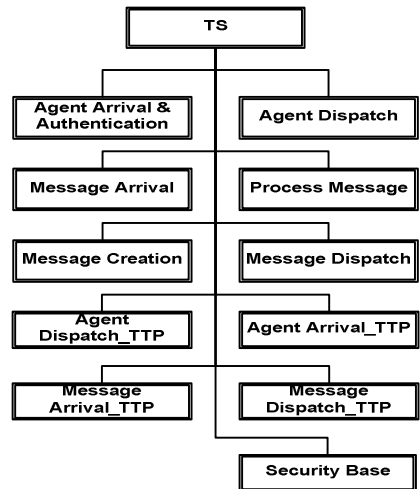 TS
Agent Arrival &
Authentication
Agent Dispatch
Message Arrival
Process Message
Message Creation
Message Dispatch
Agent
Dispatch_TTP
Agent Arrival_TTP
Message
Arrival_TTP
Message
Dispatch_TTP
Security Base